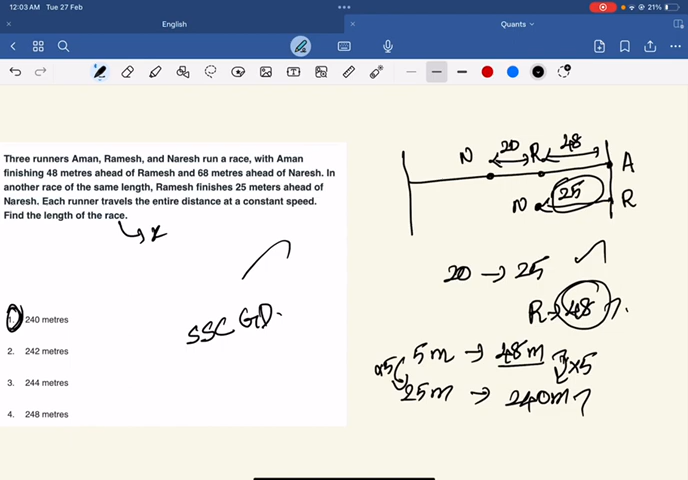 12:03 AM Tue 27 Feb
21%
English
Quants
Three runners Aman, Ramesh, and Naresh run a race, with Aman
finishing 48 metres ahead of Ramesh and 68 metres ahead of Naresh. In
another race of the same length, Ramesh finishes 25 meters ahead of
Naresh. Each runner travels the entire distance at a constant speed.
Find the length of the race.
x
SSC GD.
1. 240 metres
2. 242 metres
3. 244 metres
4. 248 metres
N 20 R 48
A
N 25 R
20 → 25
R → 48
5m → 48m
x5 x5
25m → 240m